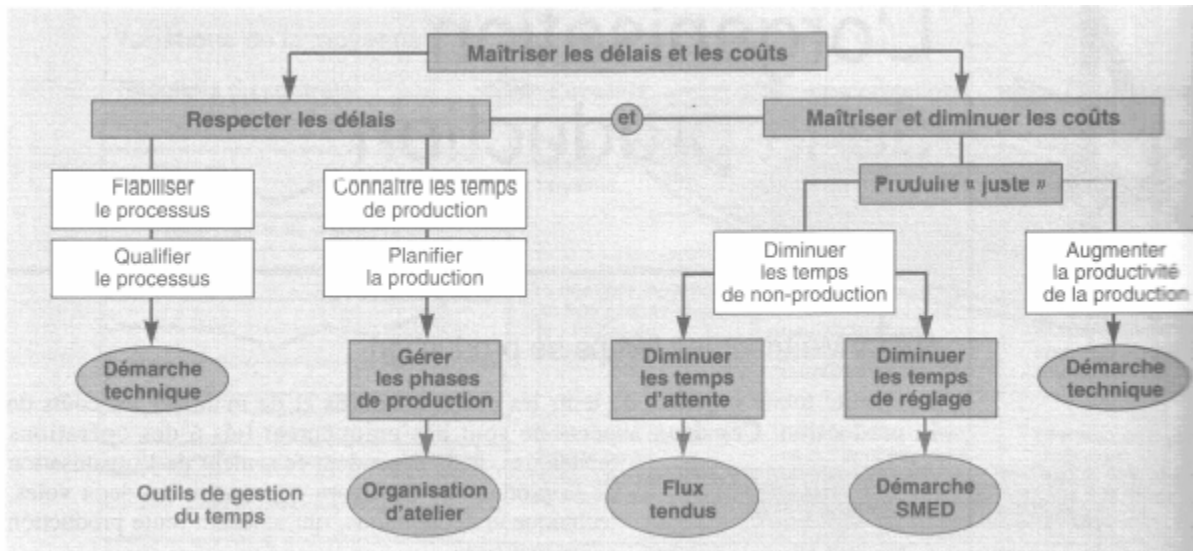 Maîtriser les délais et les coûts
Respecter les délais
et
Maîtriser et diminuer les coûts
Fiabiliser
le processus
Connaître les temps
de production
Produire « juste »
Qualifier
le processus
Planifier
la production
Diminuer
les temps
de non-production
Augmenter
la productivité
de la production
Démarche
technique
Gérer
les phases
de production
Diminuer
les temps
d'attente
Diminuer
les temps
de réglage
Démarche
technique
Outils de gestion
du temps
Organisation
d'atelier
Flux
tendus
Démarche
SMED